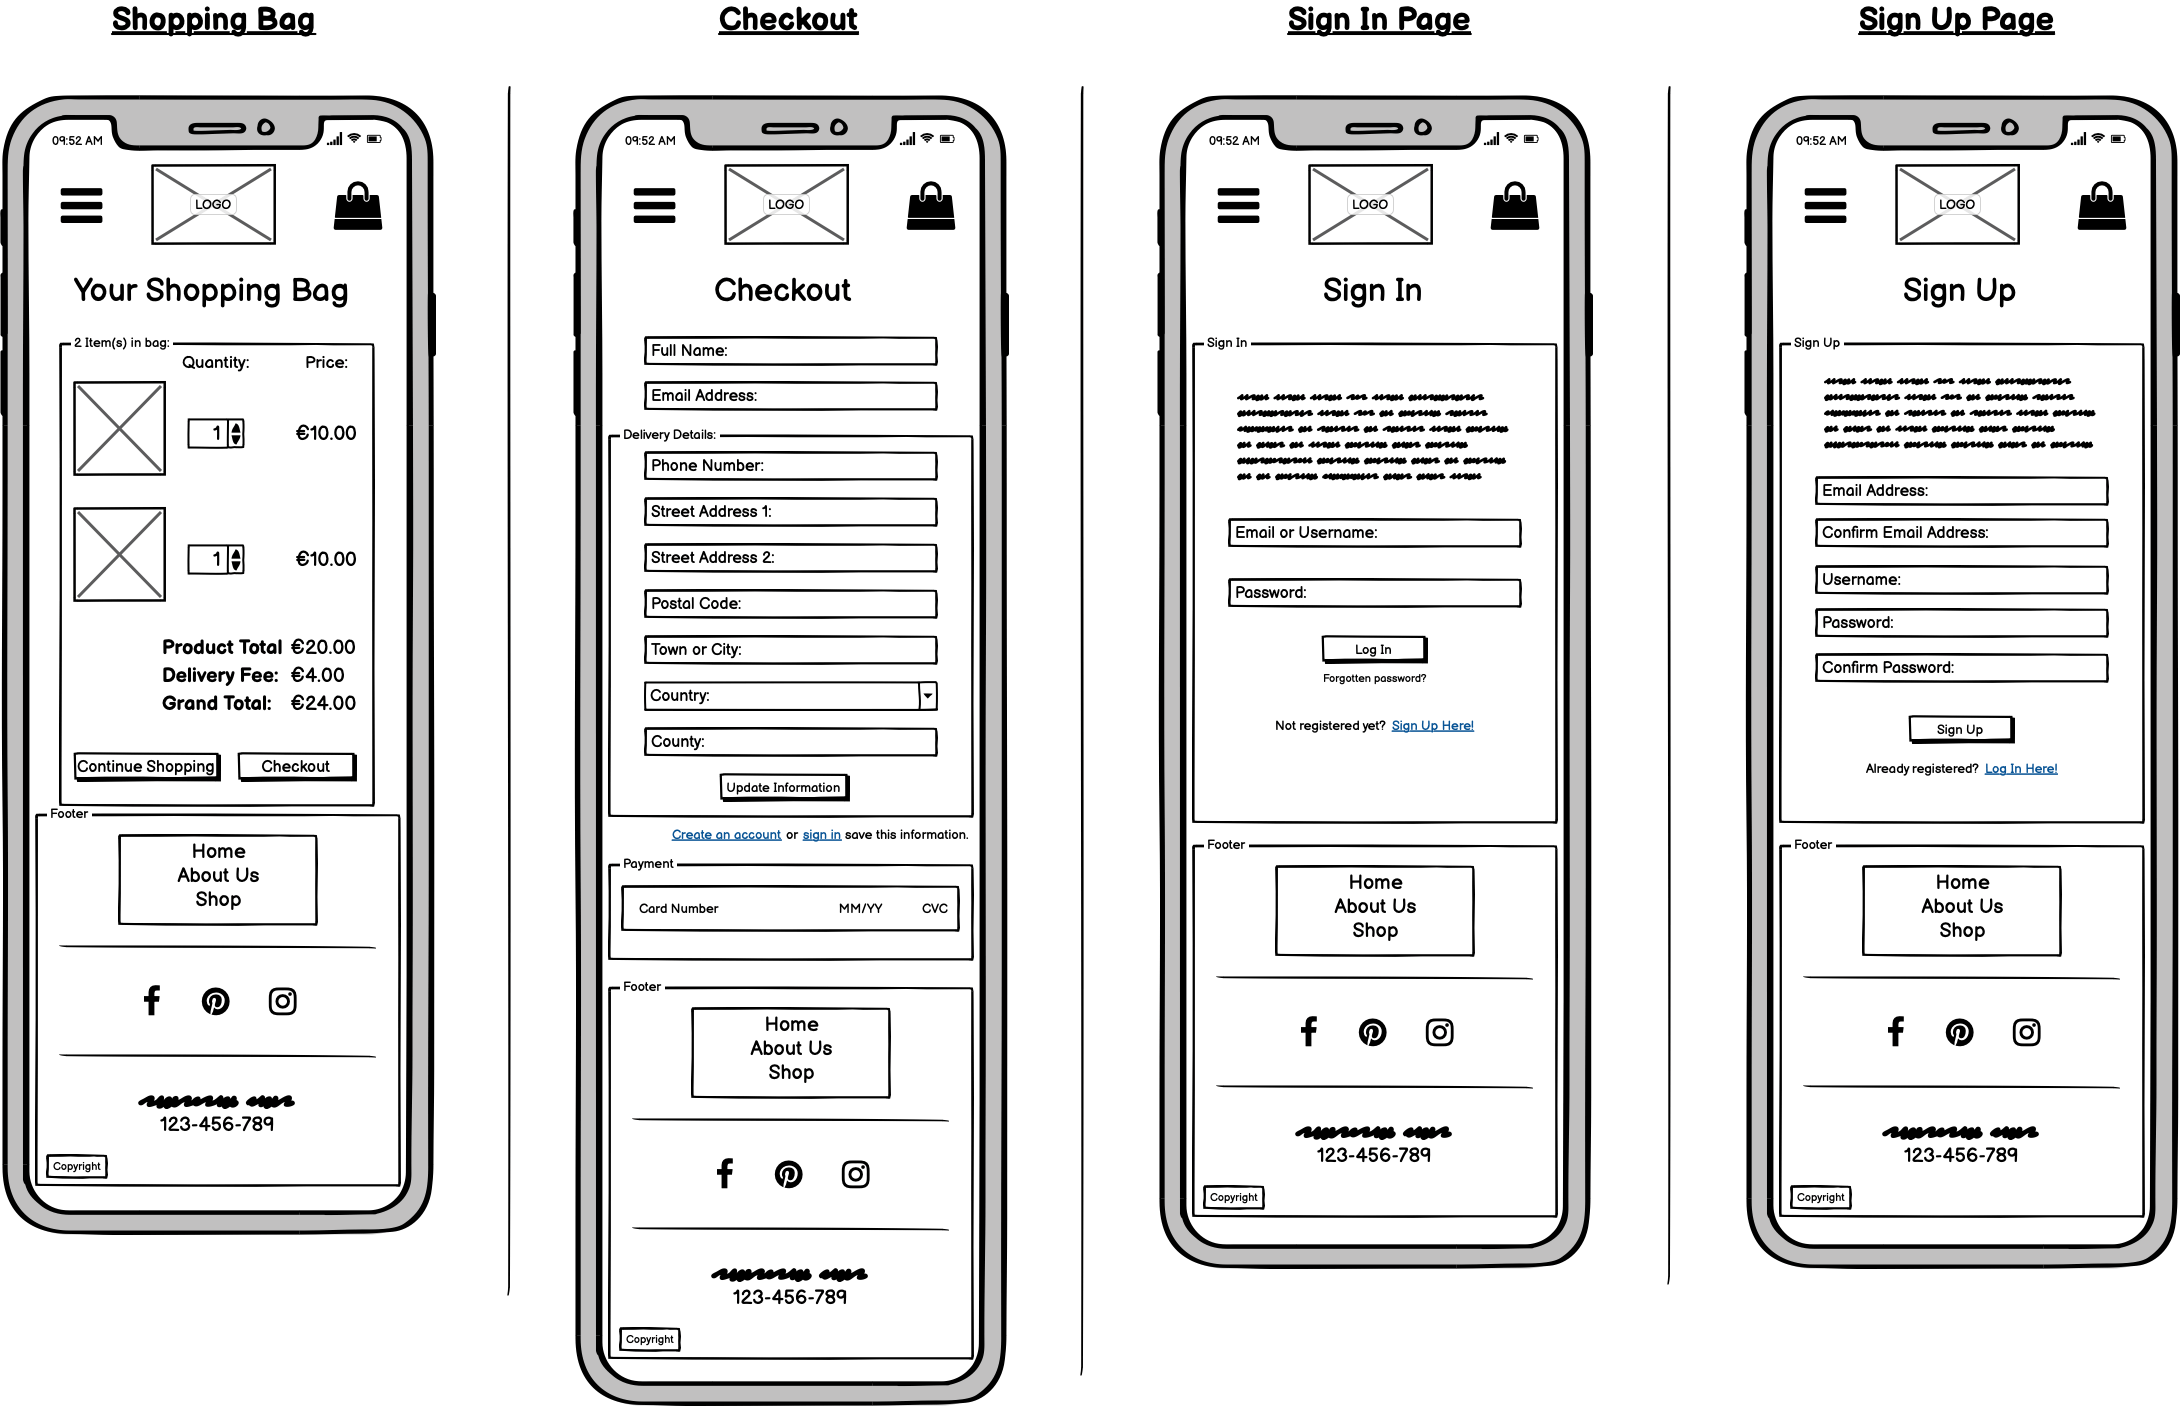 Shopping Bag
09:52 AM
LOGO
Your Shopping Bag
2 Item(s) in bag:
Quantity: Price:
1 €10.00
1 €10.00
Product Total €20.00
Delivery Fee: €4.00
Grand Total: €24.00
Continue Shopping Checkout
Footer
Home
About Us
Shop
123-456-789
Copyright
Checkout
09:52 AM
LOGO
Checkout
Full Name:
Email Address:
Delivery Details:
Phone Number:
Street Address 1:
Street Address 2:
Postal Code:
Town or City:
Country:
County:
Update Information
Create an account or sign in save this information.
Payment
Card Number MM/YY CVC
Footer
Home
About Us
Shop
123-456-789
Copyright
Sign In Page
09:52 AM
LOGO
Sign In
Sign In
Email or Username:
Password:
Log In
Forgotten password?
Not registered yet? Sign Up Here!
Footer
Home
About Us
Shop
123-456-789
Copyright
Sign Up Page
09:52 AM
LOGO
Sign Up
Sign Up
Email Address:
Confirm Email Address:
Username:
Password:
Confirm Password:
Sign Up
Already registered? Log In Here!
Footer
Home
About Us
Shop
123-456-789
Copyright